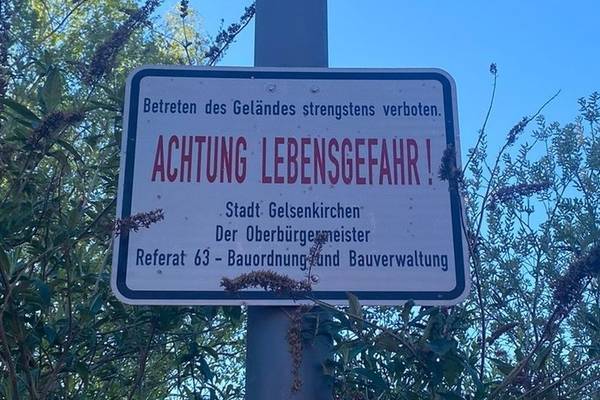 Betreten des Geländes strengstens verboten.
ACHTUNG LEBENSGEFAHR!
Stadt Gelsenkirchen
Der Oberbürgermeister
Referat 63 - Bauordnung und Bauverwaltung